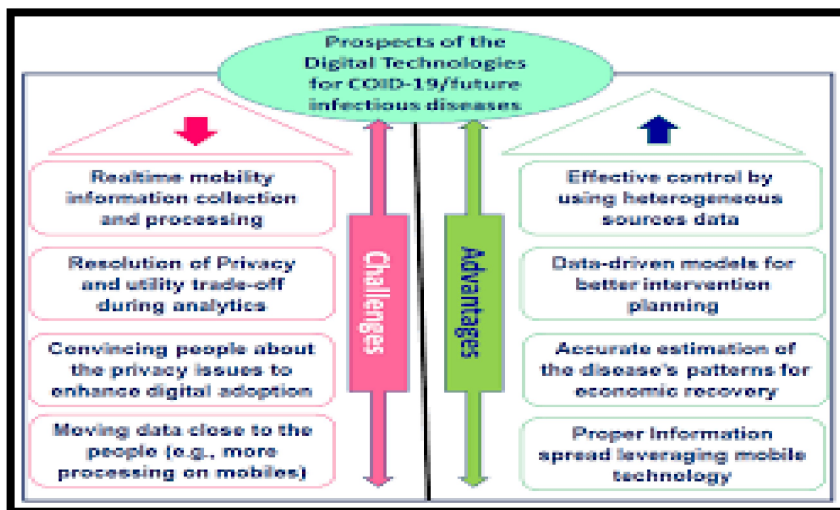 Prospects of the
Digital Technologies
for COID-19/future
infectious diseases
Challenges
Realtime mobility
information collection
and processing
Resolution of Privacy
and utility trade-off
during analytics
Convincing people about
the privacy issues to
enhance digital adoption
Moving data close to the
people (e.g., more
processing on mobiles)
Advantages
Effective control by
using heterogeneous
sources data
Data-driven models for
better intervention
planning
Accurate estimation of
the disease's patterns for
economic recovery
Proper Information
spread leveraging mobile
technology